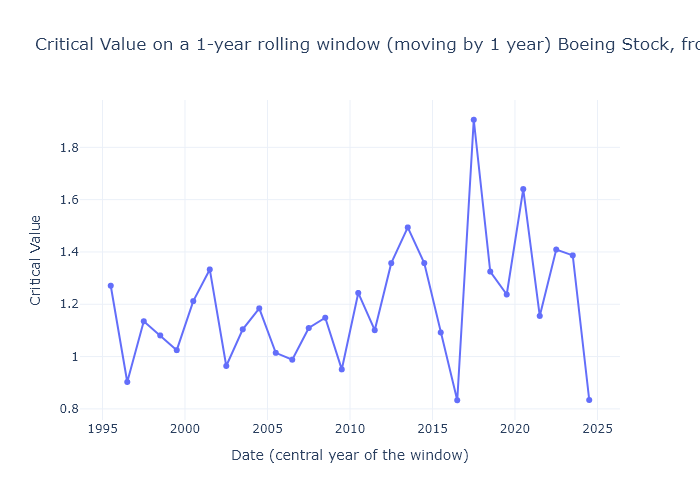 Critical Value on a 1-year rolling window (moving by 1 year) Boeing Stock,
1.8
1.6
1.4
1.2
1
0.8
Critical Value
1995 2000 2005 2010 2015 2020 2025
Date (central year of the window)